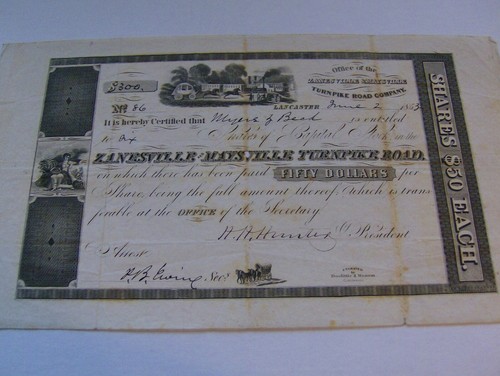 $300.
Office of the
ZANESVILLE & MAYSVILLE
TURNPIKE ROAD COMPANY.
No. 86
LANCASTER June 2, 1843
It is hereby Certified that is entitled
to Six Shares of Capital Stock in the
ZANESVILLE & MAYSVILLE TURNPIKE ROAD,
on which there has been paid FIFTY DOLLARS per
Share, being the full amount thereof, Which is trans
ferable at the OFFICE of the Secretary.
H. H. Hunter President
Attest
Secy.
SHARES $50 EACH.